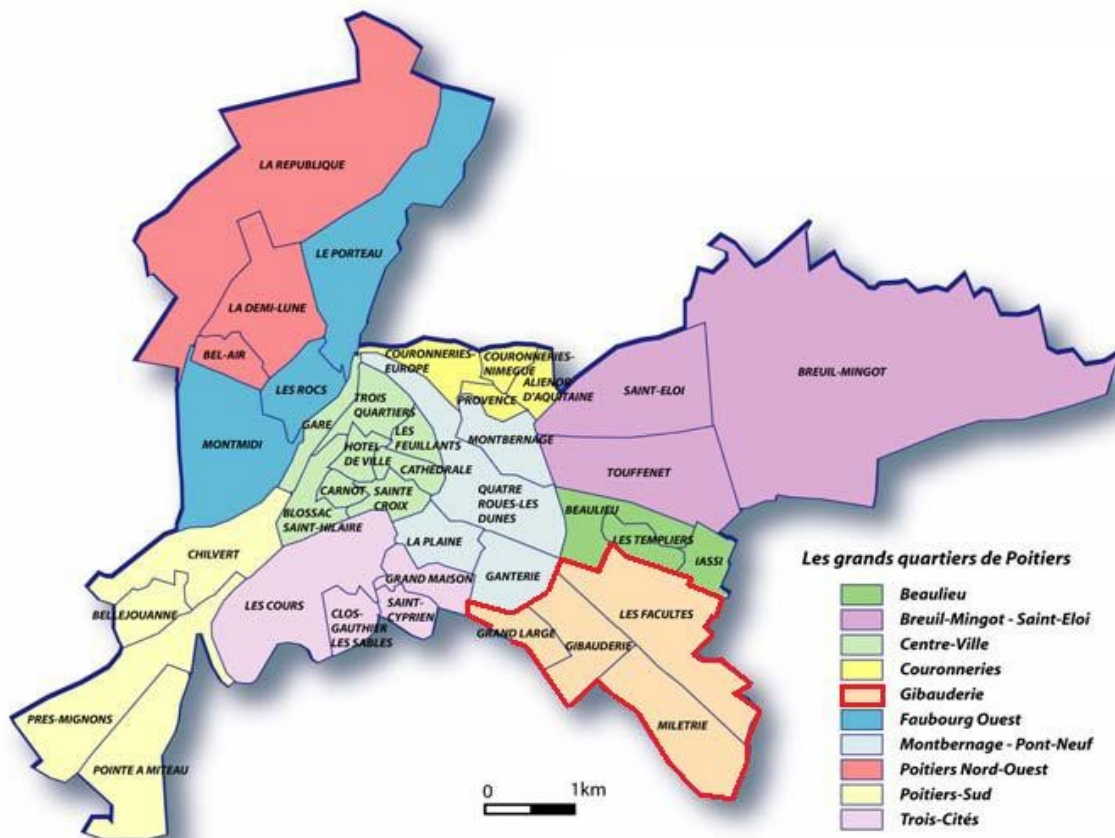 LA REPUBLIQUE
LE PORTEAU
LA DEMI-LUNE
BEL-AIR
LES ROCS
MONTMIDI
COURONNERIES-
EUROPE
COURONNERIES-
NIMEGUE
ALIENOR
D'AQUITAINE
PROVENCE
MONTBERNAGE
SAINT-ELOI
BREUIL-MINGOT
TOUFFENET
TROIS
QUARTIERS
GARE
LES
FEUILLANTS
HOTEL
DE VILLE
CATHÉDRALE
CARNOT
SAINTE
CROIX
BLOSSAC
SAINT-HILAIRE
QUATRE
ROUES-LES
DUNES
LA PLAINE
BEAULIEU
LES TEMPLIERS
IASSI
CHILVERT
BELLEJOUANNE
LES COURS
GRAND MAISON
GANTERIE
CLOS-
GAUTHIER
LES SABLES
SAINT-
CYPRIEN
GRAND LARGE
GIBAUDERIE
LES FACULTES
MILETRIE
PRES-MIGNONS
POINTE A MITEAU
0 1km
Les grands quartiers de Poitiers
Beaulieu
Breuil-Mingot - Saint-Eloi
Centre-Ville
Couronneries
Gibauderie
Faubourg Ouest
Montbernage - Pont-Neuf
Poitiers Nord-Ouest
Poitiers-Sud
Trois-Cités